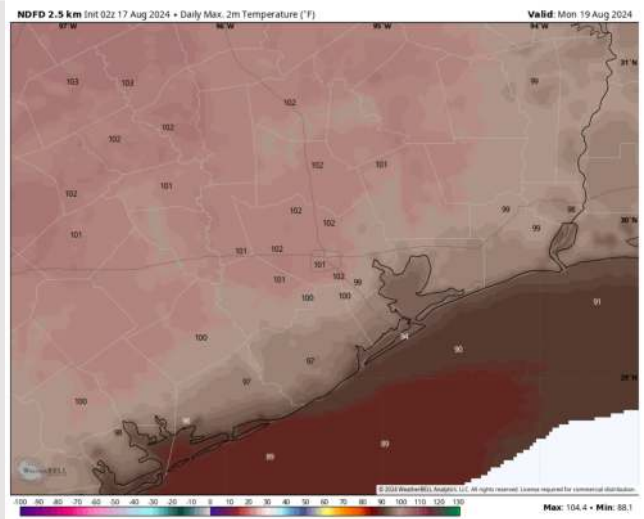 NDFD 2.5 km Init 02z 17 Aug 2024 • Daily Max. 2m Temperature (°F)
Valid: Mon 19 Aug 2024
97°W 96°W 95°W 94°W
31°N
99
103 103
102
102 102
102 101
101
102
102 99 98
30°N
102
99
101
101 102
101
101 102 99
100 100
91
100
94
90
97
29°N
97
100
98
98
89
89
WeatherBELL
© 2024 WeatherBELL Analytics, LLC. All rights reserved. License required for commercial distribution.
-100 -90 -80 -70 -60 -50 -40 -30 -20 -10 0 10 20 30 40 50 60 70 80 90 100 110 120 130
Max: 104.4 • Min: 88.1